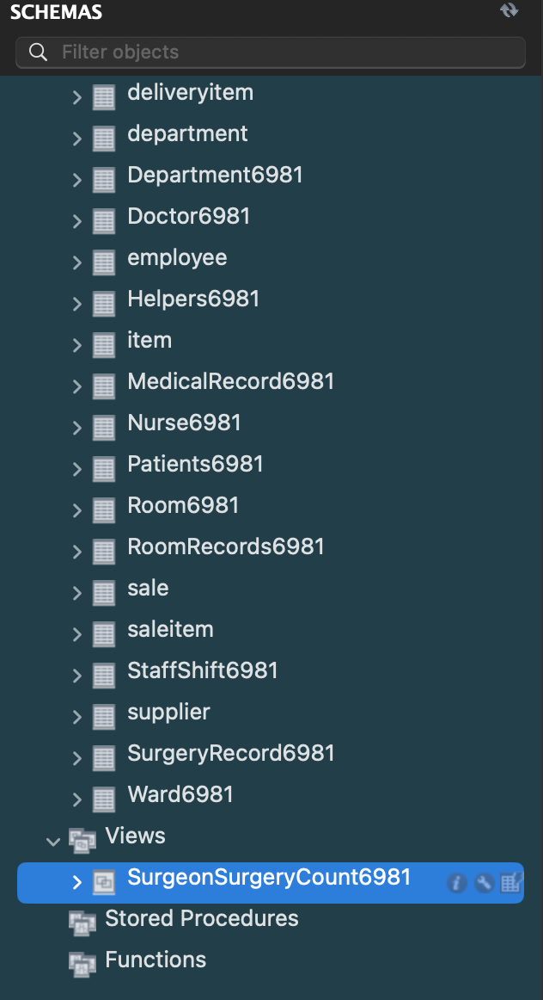 SCHEMAS
Filter objects
deliveryitem
department
Department6981
Doctor6981
employee
Helpers6981
item
MedicalRecord6981
Nurse6981
Patients6981
Room6981
RoomRecords6981
sale
saleitem
StaffShift6981
supplier
SurgeryRecord6981
Ward6981
Views
SurgeonSurgeryCount6981
Stored Procedures
Functions